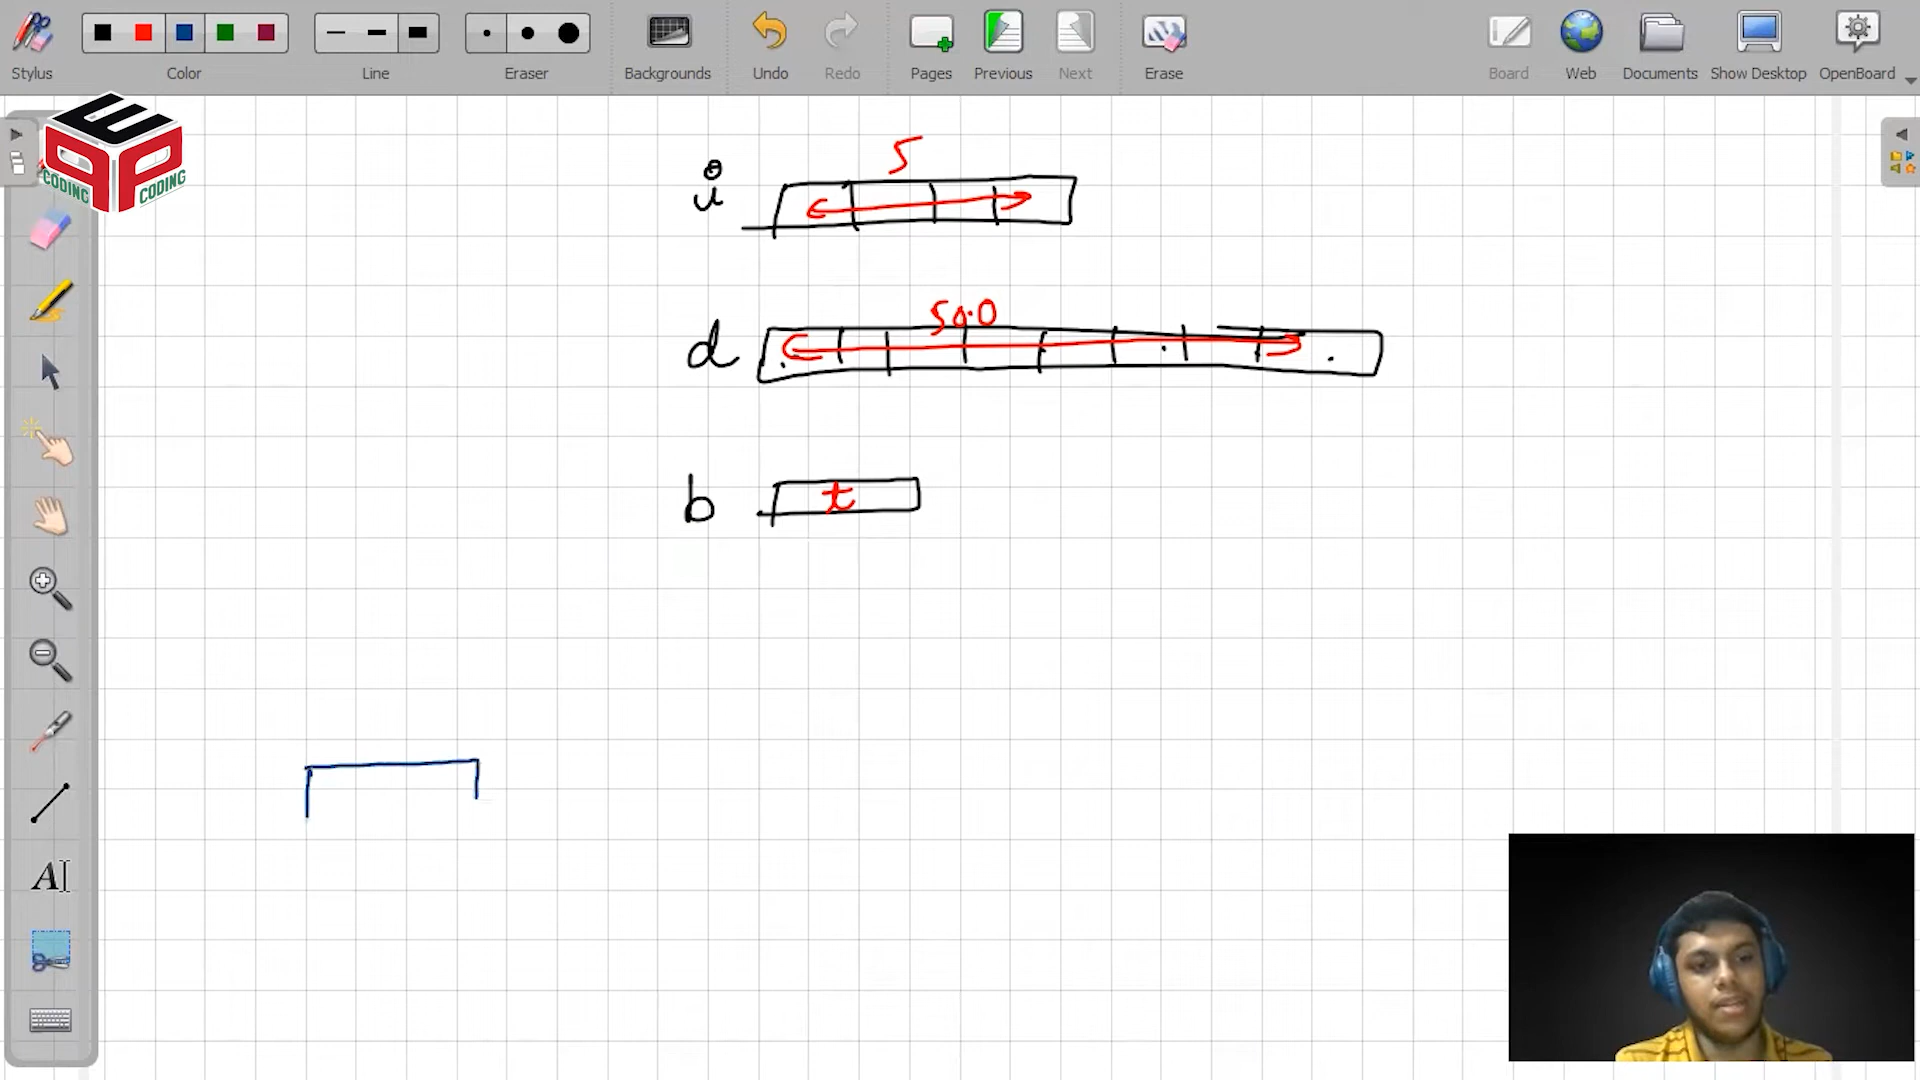 Stylus
Color
Line
Eraser
Backgrounds
Undo
Redo
Pages
Previous
Next
Erase
Board
Web
Documents
Show Desktop
OpenBoard
CODING
CODING
5
i
50.0
d
b
t
A